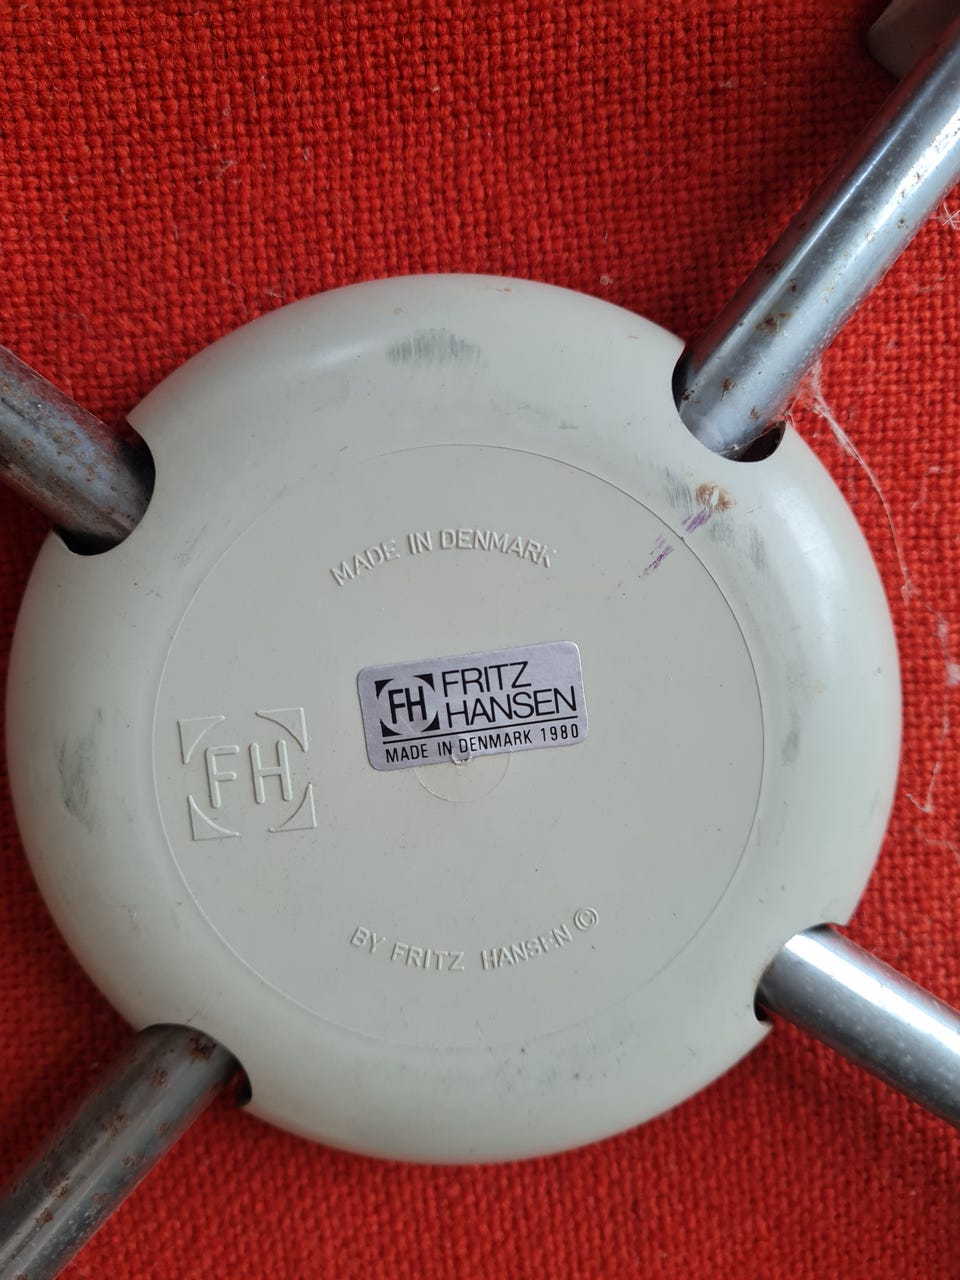 MADE IN DENMARK
FH FRITZ
HANSEN
MADE IN DENMARK 1980
FH
BY FRITZ HANSEN ©